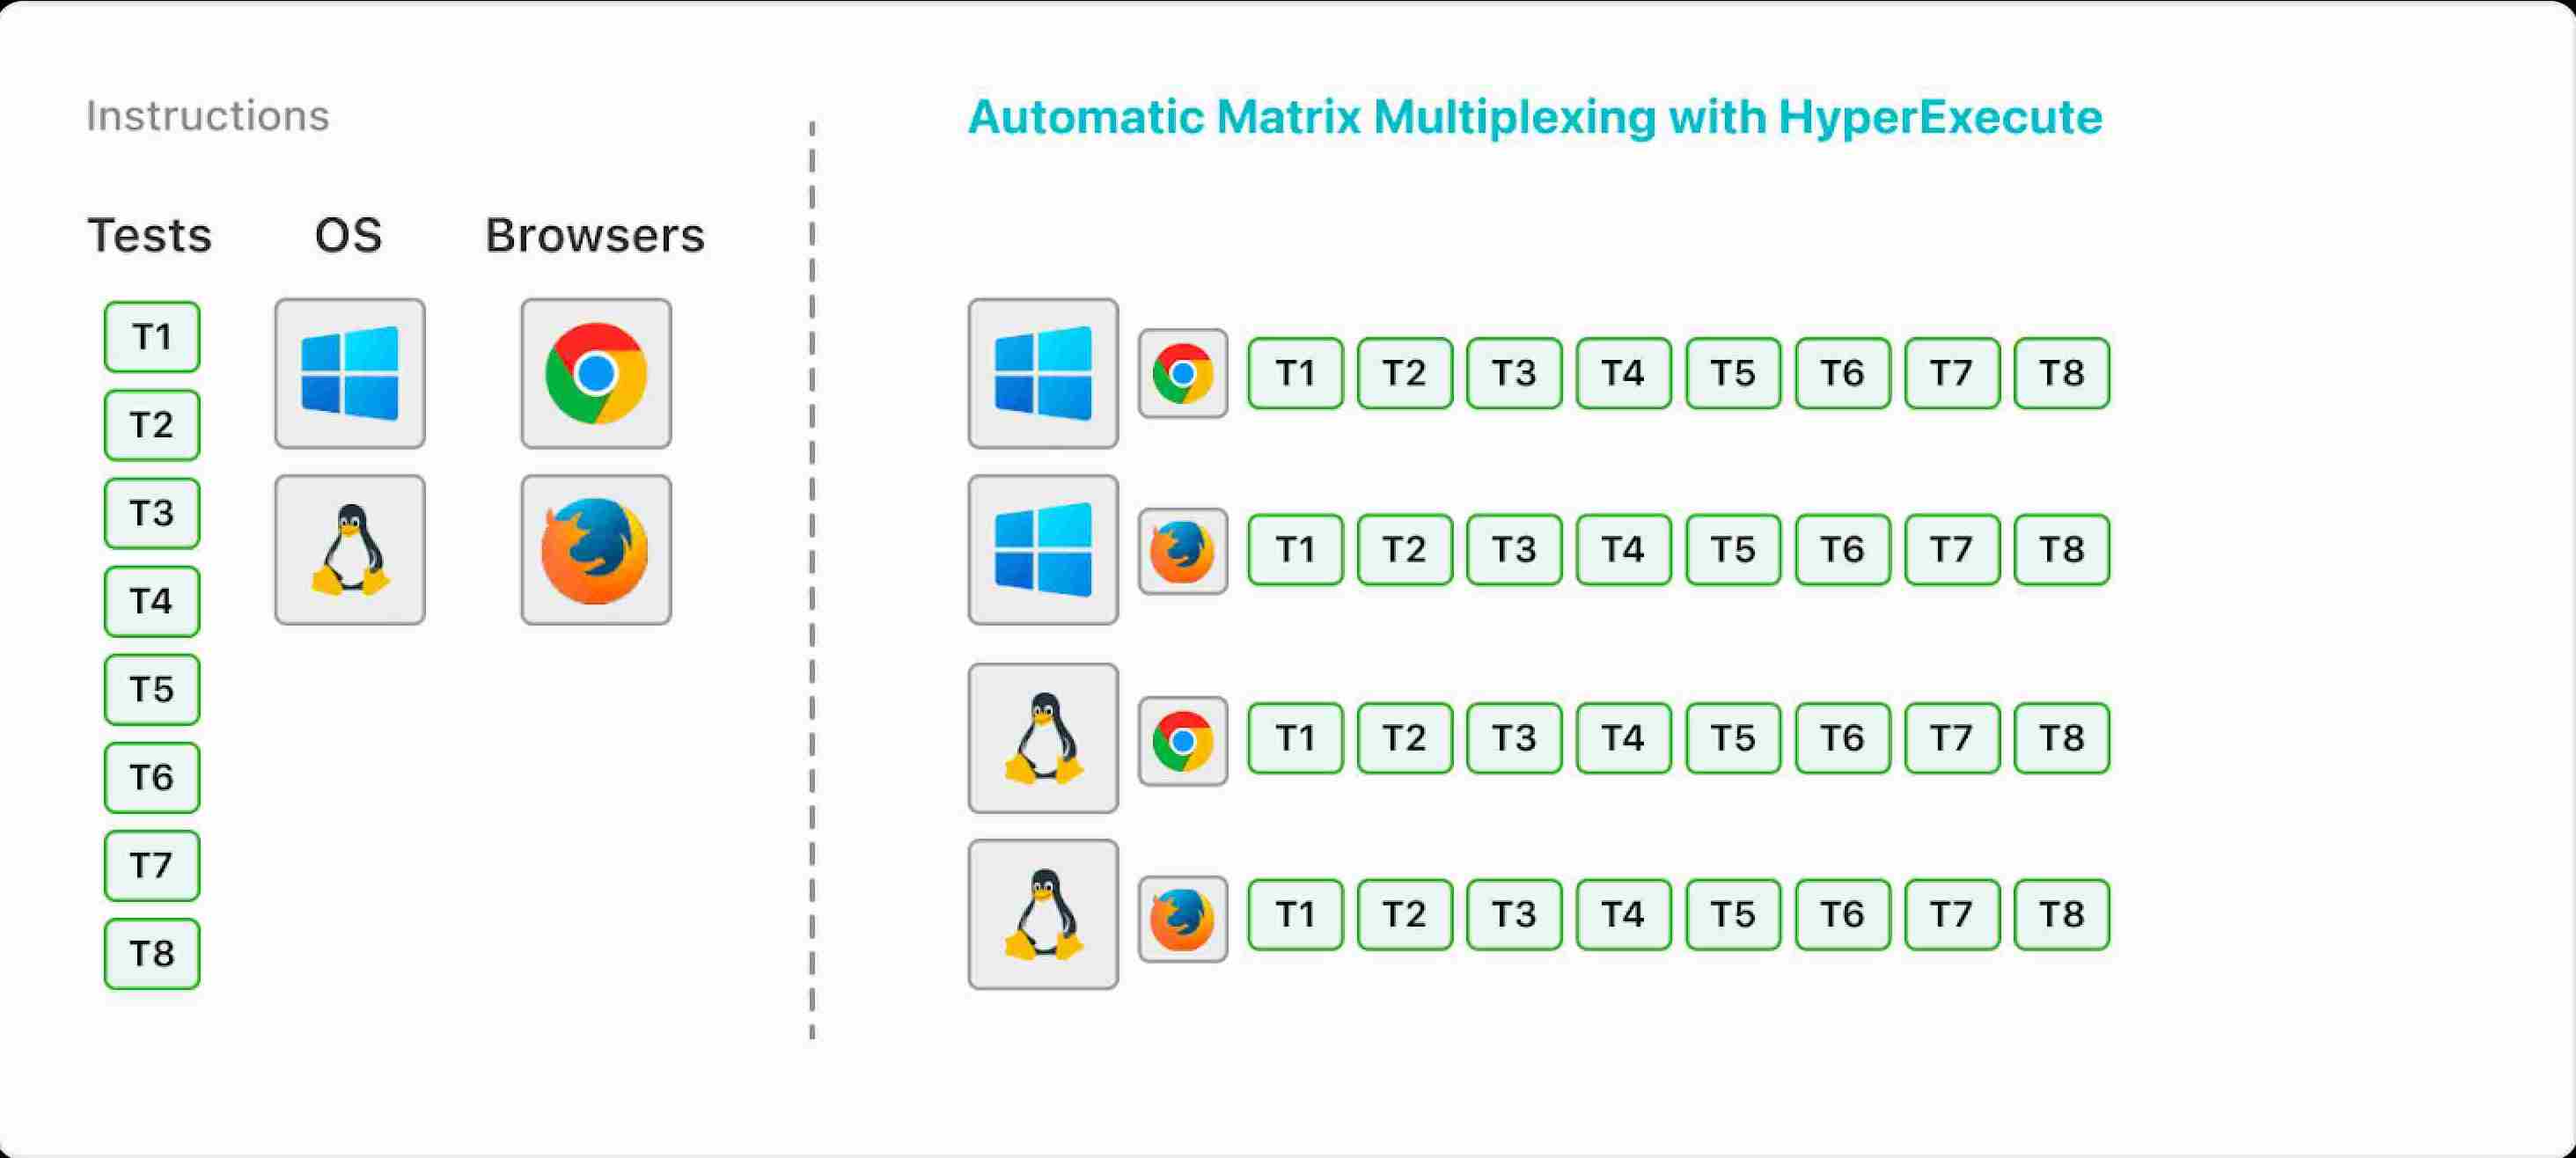 Instructions
Automatic Matrix Multiplexing with HyperExecute
Tests OS Browsers
T1
T2
T3
T4
T5
T6
T7
T8
T1 T2 T3 T4 T5 T6 T7 T8
T1 T2 T3 T4 T5 T6 T7 T8
T1 T2 T3 T4 T5 T6 T7 T8
T1 T2 T3 T4 T5 T6 T7 T8